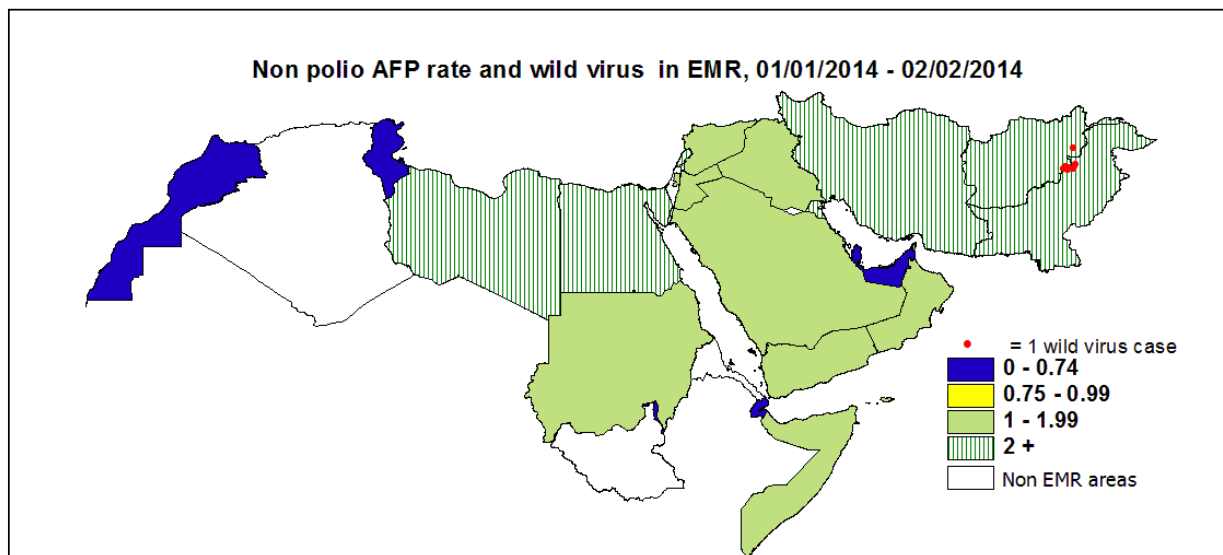 Non polio AFP rate and wild virus in EMR, 01/01/2014 - 02/02/2014
= 1 wild virus case
0 - 0.74
0.75 - 0.99
1 - 1.99
2 +
Non EMR areas